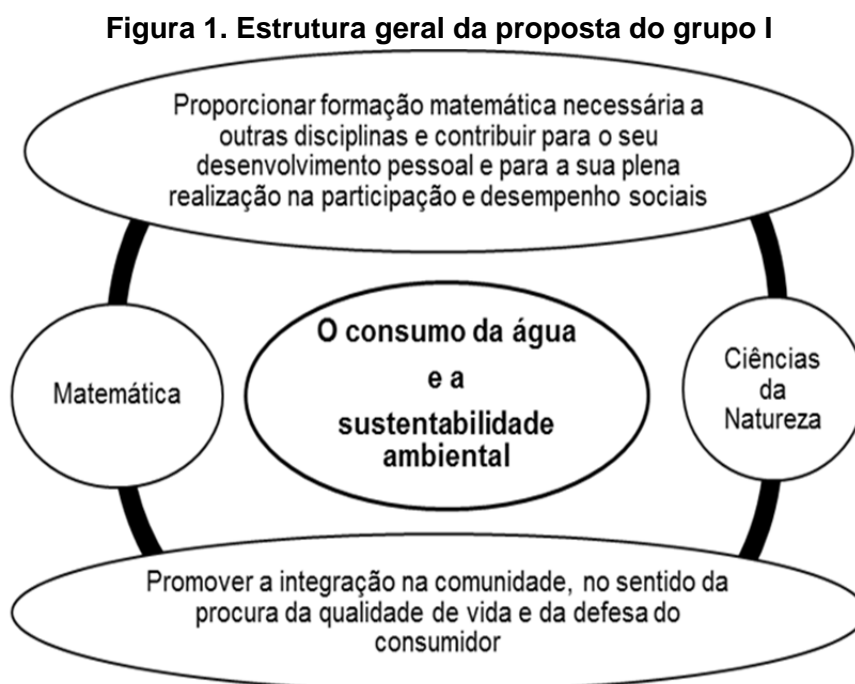 Figura 1. Estrutura geral da proposta do grupo I
Proporcionar formação matemática necessária a
outras disciplinas e contribuir para o seu
desenvolvimento pessoal e para a sua plena
realização na participação e desempenho sociais
Matemática
O consumo da água
e a
sustentabilidade
ambiental
Ciências
da
Natureza
Promover a integração na comunidade, no sentido da
procura da qualidade de vida e da defesa do
consumidor